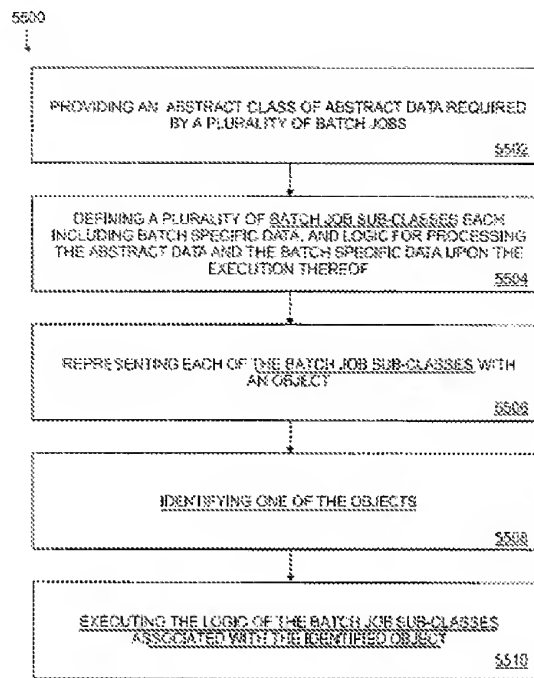 5500
PROVIDING AN ABSTRACT CLASS OF ABSTRACT DATA REQUIRED
BY A PLURALITY OF BATCH JOBS
5502
DEFINING A PLURALITY OF BATCH JOB SUB-CLASSES EACH
INCLUDING BATCH SPECIFIC DATA, AND LOGIC FOR PROCESSING
THE ABSTRACT DATA AND THE BATCH SPECIFIC DATA UPON THE
EXECUTION THEREOF
5504
REPRESENTING EACH OF THE BATCH JOB SUB-CLASSES WITH
AN OBJECT
5506
IDENTIFYING ONE OF THE OBJECTS
5508
EXECUTING THE LOGIC OF THE BATCH JOB SUB-CLASSES
ASSOCIATED WITH THE IDENTIFIED OBJECT
5510